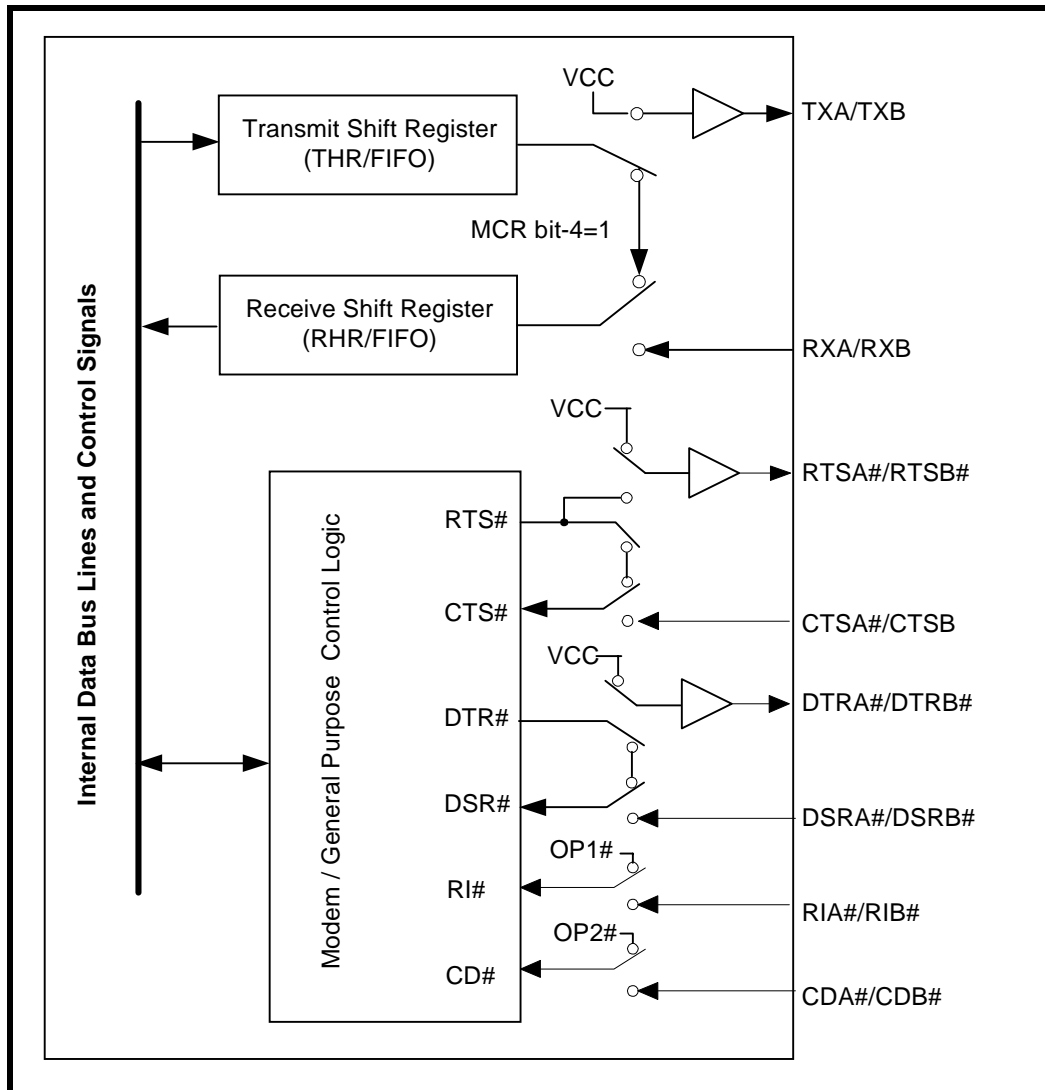 VCC
TXA/TXB
Transmit Shift Register
(THR/FIFO)
MCR bit-4=1
Receive Shift Register
(RHR/FIFO)
RXA/RXB
Internal Data Bus Lines and Control Signals
VCC
RTSA#/RTSB#
Modem / General Purpose Control Logic
RTS#
CTS#
CTSA#/CTSB
VCC
DTR#
DTRA#/DTRB#
DSR#
DSRA#/DSRB#
OP1#
RI#
RIA#/RIB#
OP2#
CD#
CDA#/CDB#